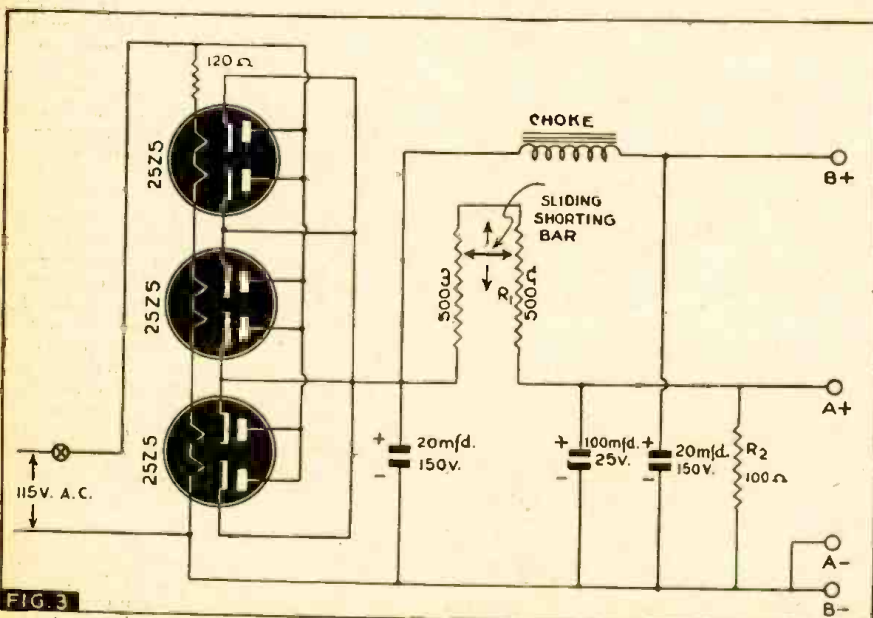 120Ω
25Z5
25Z5
25Z5
115V. A.C.
CHOKE
SLIDING
SHORTING
BAR
500ω
R1
500Ω
+
20mfd.
150V.
-
+
100mfd.
25V.
-
+
20mfd.
150V.
-
R2
100Ω
B+
A+
A-
B-
FIG. 3